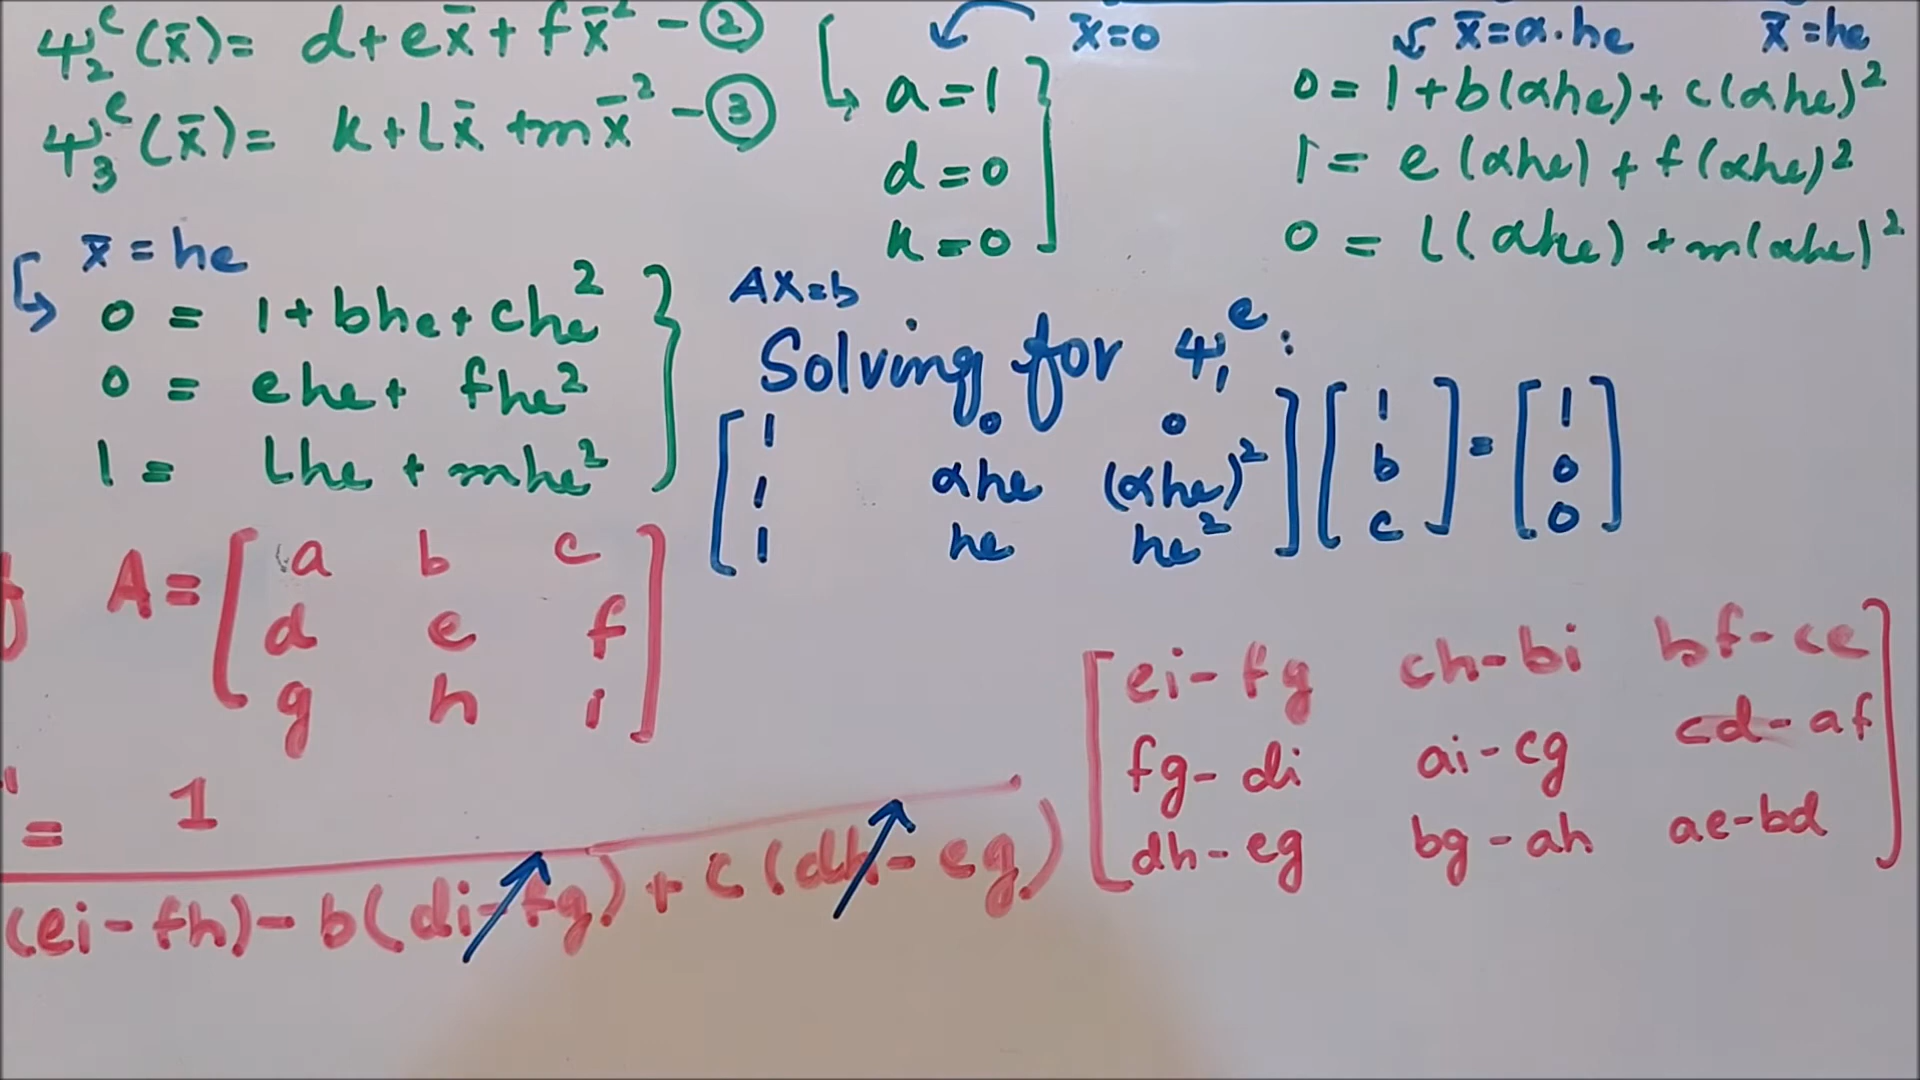 ψ₂ᵉ(x̄) = d+ex̄+fx̄² - ②
ψ₃ᵉ(x̄) = k+lx̄+mx̄² - ③
x̄=0
a=1
d=0
k=0
x̄=α·he
x̄=he
0 = 1+b(αhe)+c(αhe)²
1 = e(αhe)+f(αhe)²
0 = l(αhe)+m(αhe)²
x̄=he
0 = 1+bhe+che²
0 = ehe+ fhe²
1 = lhe + mhe²
AX=b
Solving for ψ₁ᵉ:
[1 0 0] [1] = [1]
[1 αhe (αhe)²] [b] [0]
[1 he he²] [c] [0]
A = [a b c]
[d e f]
[g h i]
= 1
(ei-fh)-b(di-fg)+c(dh-eg))
[ei-fg ch-bi bf-ce]
[fg-di ai-cg cd-af]
[dh-eg bg-ah ae-bd]